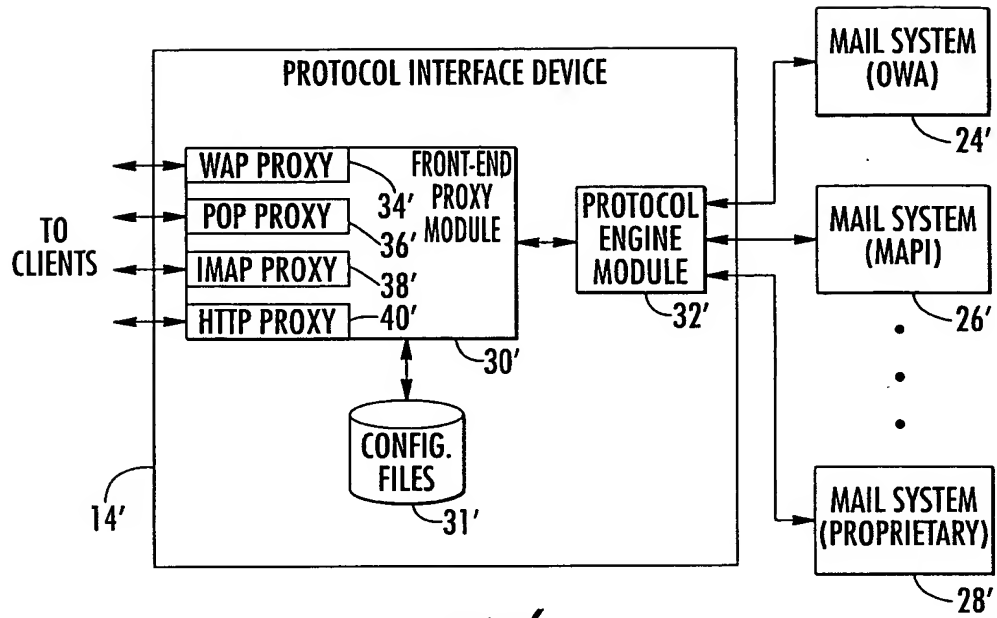 PROTOCOL INTERFACE DEVICE
TO
CLIENTS
WAP PROXY
34'
POP PROXY
36'
IMAP PROXY
38'
HTTP PROXY
40'
FRONT-END
PROXY
MODULE
30'
CONFIG.
FILES
31'
14'
PROTOCOL
ENGINE
MODULE
32'
MAIL SYSTEM
(OWA)
24'
MAIL SYSTEM
(MAPI)
26'
MAIL SYSTEM
(PROPRIETARY)
28'